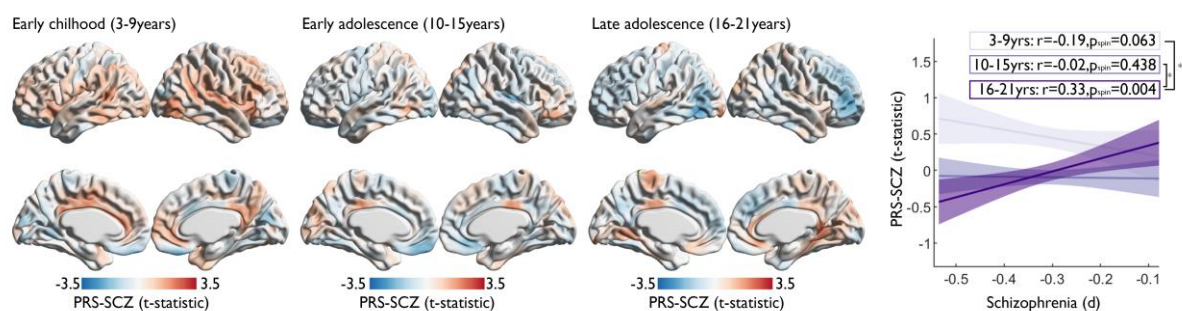 Early chilhood (3-9years)
Early adolescence (10-15years)
Late adolescence (16-21years)
-3.5 3.5
PRS-SCZ (t-statistic)
-3.5 3.5
PRS-SCZ (t-statistic)
-3.5 3.5
PRS-SCZ (t-statistic)
3-9yrs: r=-0.19,pspin=0.063
10-15yrs: r=-0.02,pspin=0.438
16-21yrs: r=0.33,pspin=0.004
*
*
PRS-SCZ (t-statistic)
1.5
1
0.5
0
-0.5
-1
-0.5 -0.4 -0.3 -0.2 -0.1
Schizophrenia (d)